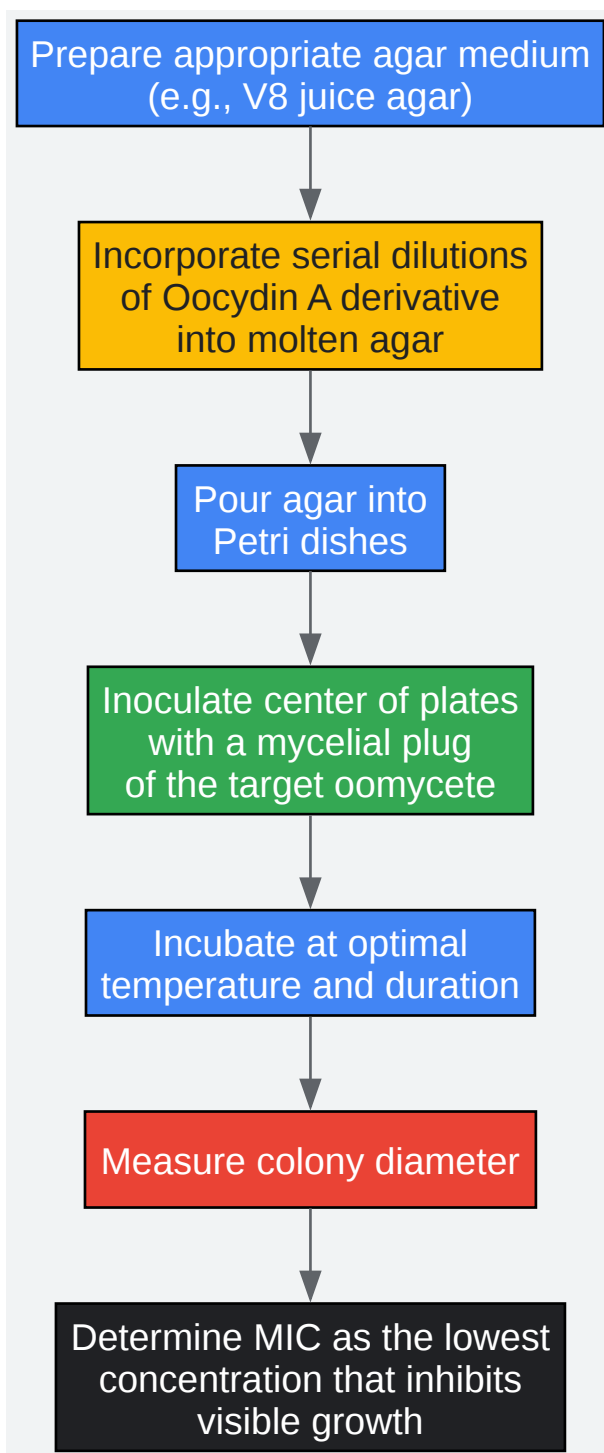 Prepare appropriate agar medium
(e.g., V8 juice agar)
Incorporate serial dilutions
of Oocydin A derivative
into molten agar
Pour agar into
Petri dishes
Inoculate center of plates
with a mycelial plug
of the target oomycete
Incubate at optimal
temperature and duration
Measure colony diameter
Determine MIC as the lowest
concentration that inhibits
visible growth